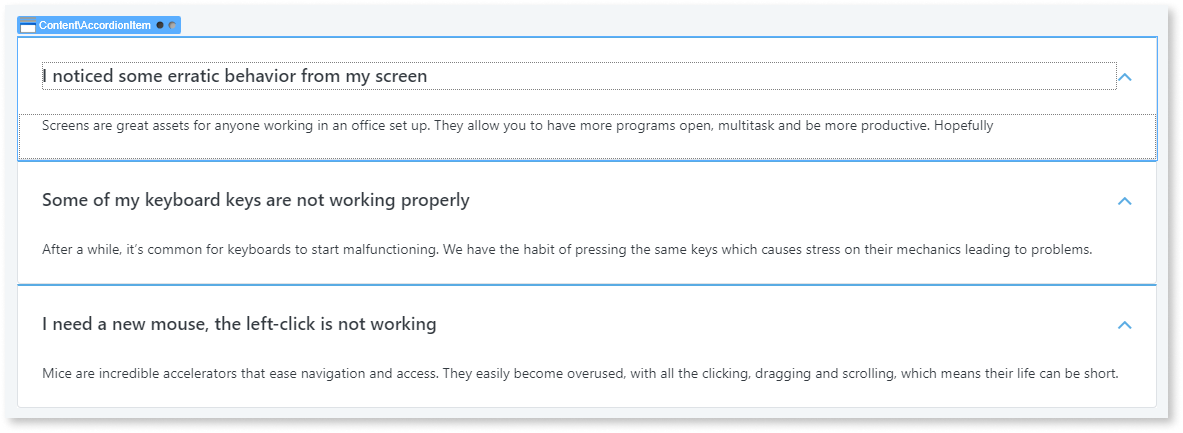 Content\AccordionItem
I noticed some erratic behavior from my screen
Screens are great assets for anyone working in an office set up. They allow you to have more programs open, multitask and be more productive. Hopefully
Some of my keyboard keys are not working properly
After a while, it's common for keyboards to start malfunctioning. We have the habit of pressing the same keys which causes stress on their mechanics leading to problems.
I need a new mouse, the left-click is not working
Mice are incredible accelerators that ease navigation and access. They easily become overused, with all the clicking, dragging and scrolling, which means their life can be short.